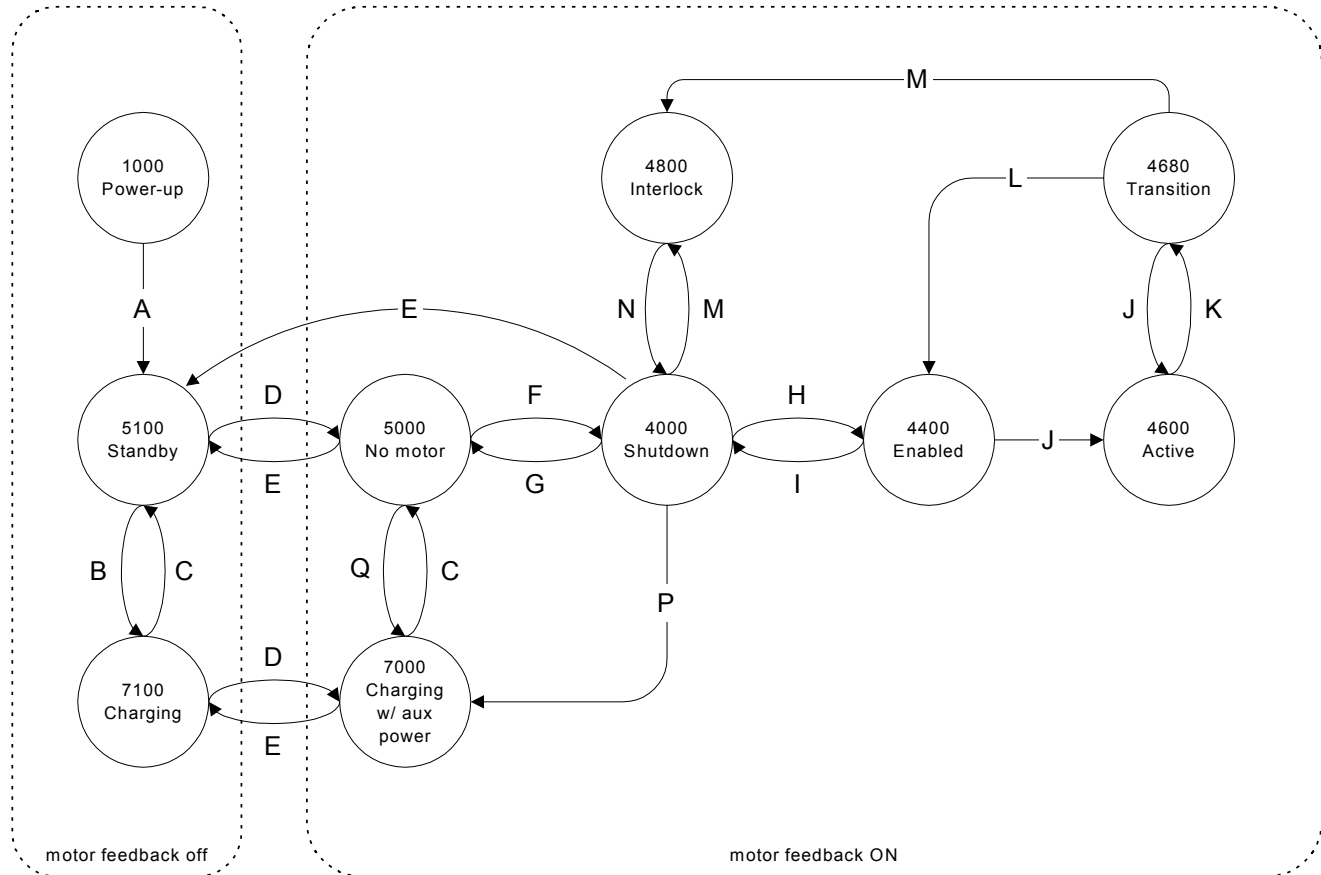 M
1000
Power-up
4800
Interlock
4680
Transition
L
A
E
N
M
J
K
D
F
H
5100
Standby
5000
No motor
4000
Shutdown
4400
Enabled
J
4600
Active
E
G
I
B
C
Q
C
P
D
7100
Charging
7000
Charging
w/ aux
power
E
motor feedback off
motor feedback ON